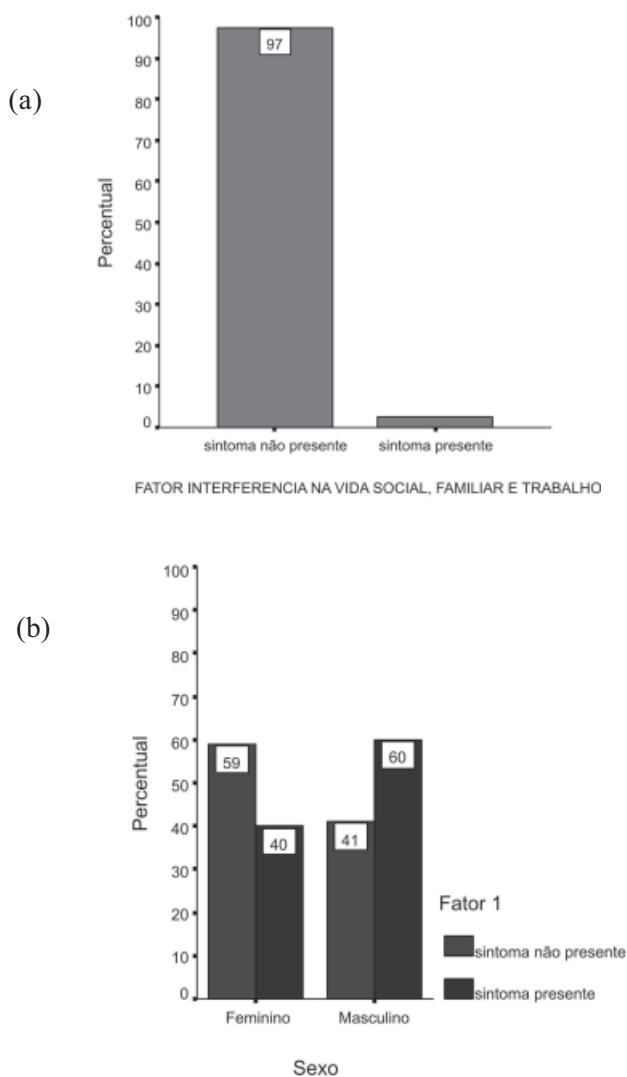 (a)
Percentual
100
90
80
70
60
50
40
30
20
10
0
97
sintoma não presente
sintoma presente
FATOR INTERFERENCIA NA VIDA SOCIAL, FAMILIAR E TRABALHO
(b)
Percentual
100
90
80
70
60
50
40
30
20
10
0
59
40
41
60
Feminino
Masculino
Sexo
Fator 1
sintoma não presente
sintoma presente